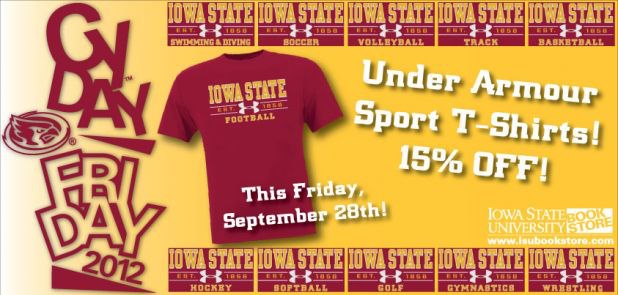 CY
DAY™
®
FRI
DAY
2012
IOWA STATE
EST. 1858
SWIMMING & DIVING
IOWA STATE
EST. 1858
SOCCER
IOWA STATE
EST. 1858
VOLLEYBALL
IOWA STATE
EST. 1858
TRACK
IOWA STATE
EST. 1858
BASKETBALL
IOWA STATE
EST. 1858
FOOTBALL
Under Armour
Sport T-Shirts!
15% OFF!
This Friday,
September 28th!
IOWA STATE
UNIVERSITY
BOOK
STORE
www.isubookstore.com
IOWA STATE
EST. 1858
HOCKEY
IOWA STATE
EST. 1858
SOFTBALL
IOWA STATE
EST. 1858
GOLF
IOWA STATE
EST. 1858
GYMNASTICS
IOWA STATE
EST. 1858
WRESTLING